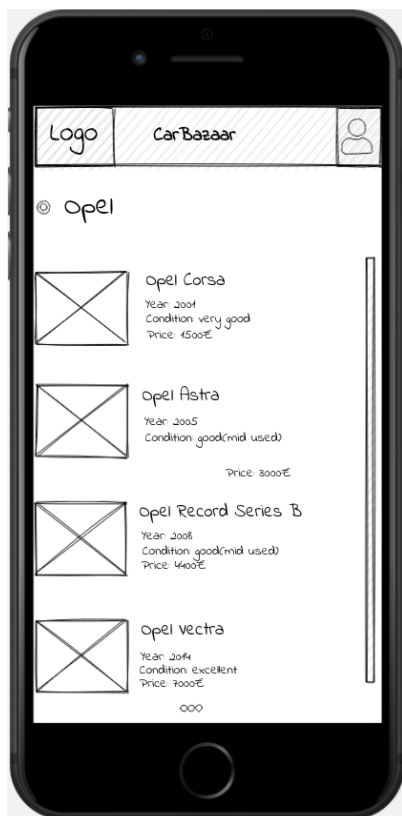 Logo
CarBazaar
Opel
Opel Corsa
Year: 2001
Condition: very good
Price: 1500€
Opel Astra
Year: 2005
Condition: good(mid used)
Price: 3000€
Opel Record Series B
Year: 2008
Condition: good(mid used)
Price: 4400€
Opel Vectra
Year: 2014
Condition: excellent
Price: 7000€